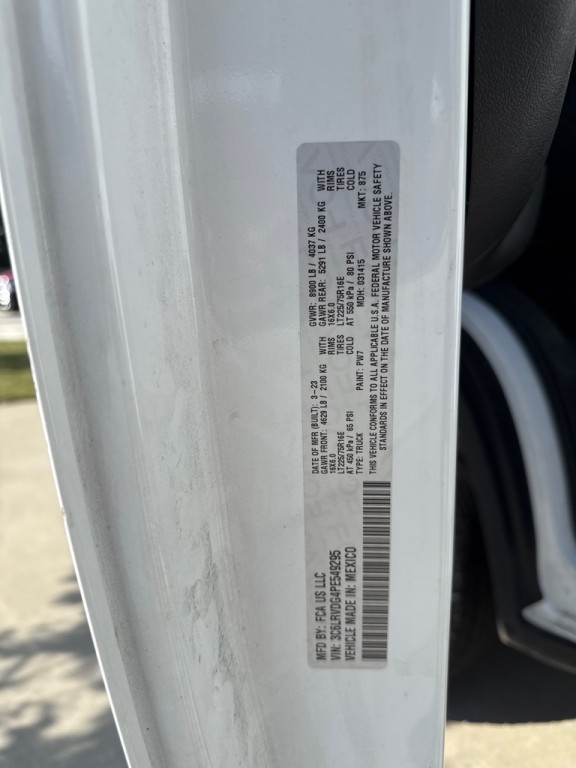 MFD BY: FCA US LLC
VIN: 3C6LRVDG4PE549295
VEHICLE MADE IN: MEXICO
DATE OF MFR (BUILT): 3-23 GVWR: 8900 LB / 4037 KG
GAWR FRONT: 4629 LB / 2100 KG WITH GAWR REAR: 5291 LB / 2400 KG WITH
16X6.0 RIMS 16X6.0 RIMS
LT225/75R16E TIRES LT225/75R16E TIRES
AT 450 kPa / 65 PSI COLD AT 550 kPa / 80 PSI COLD
TYPE: TRUCK PAINT: PW7 MDH: 031415 MKT: 875
THIS VEHICLE CONFORMS TO ALL APPLICABLE U.S.A. FEDERAL MOTOR VEHICLE SAFETY
STANDARDS IN EFFECT ON THE DATE OF MANUFACTURE SHOWN ABOVE.